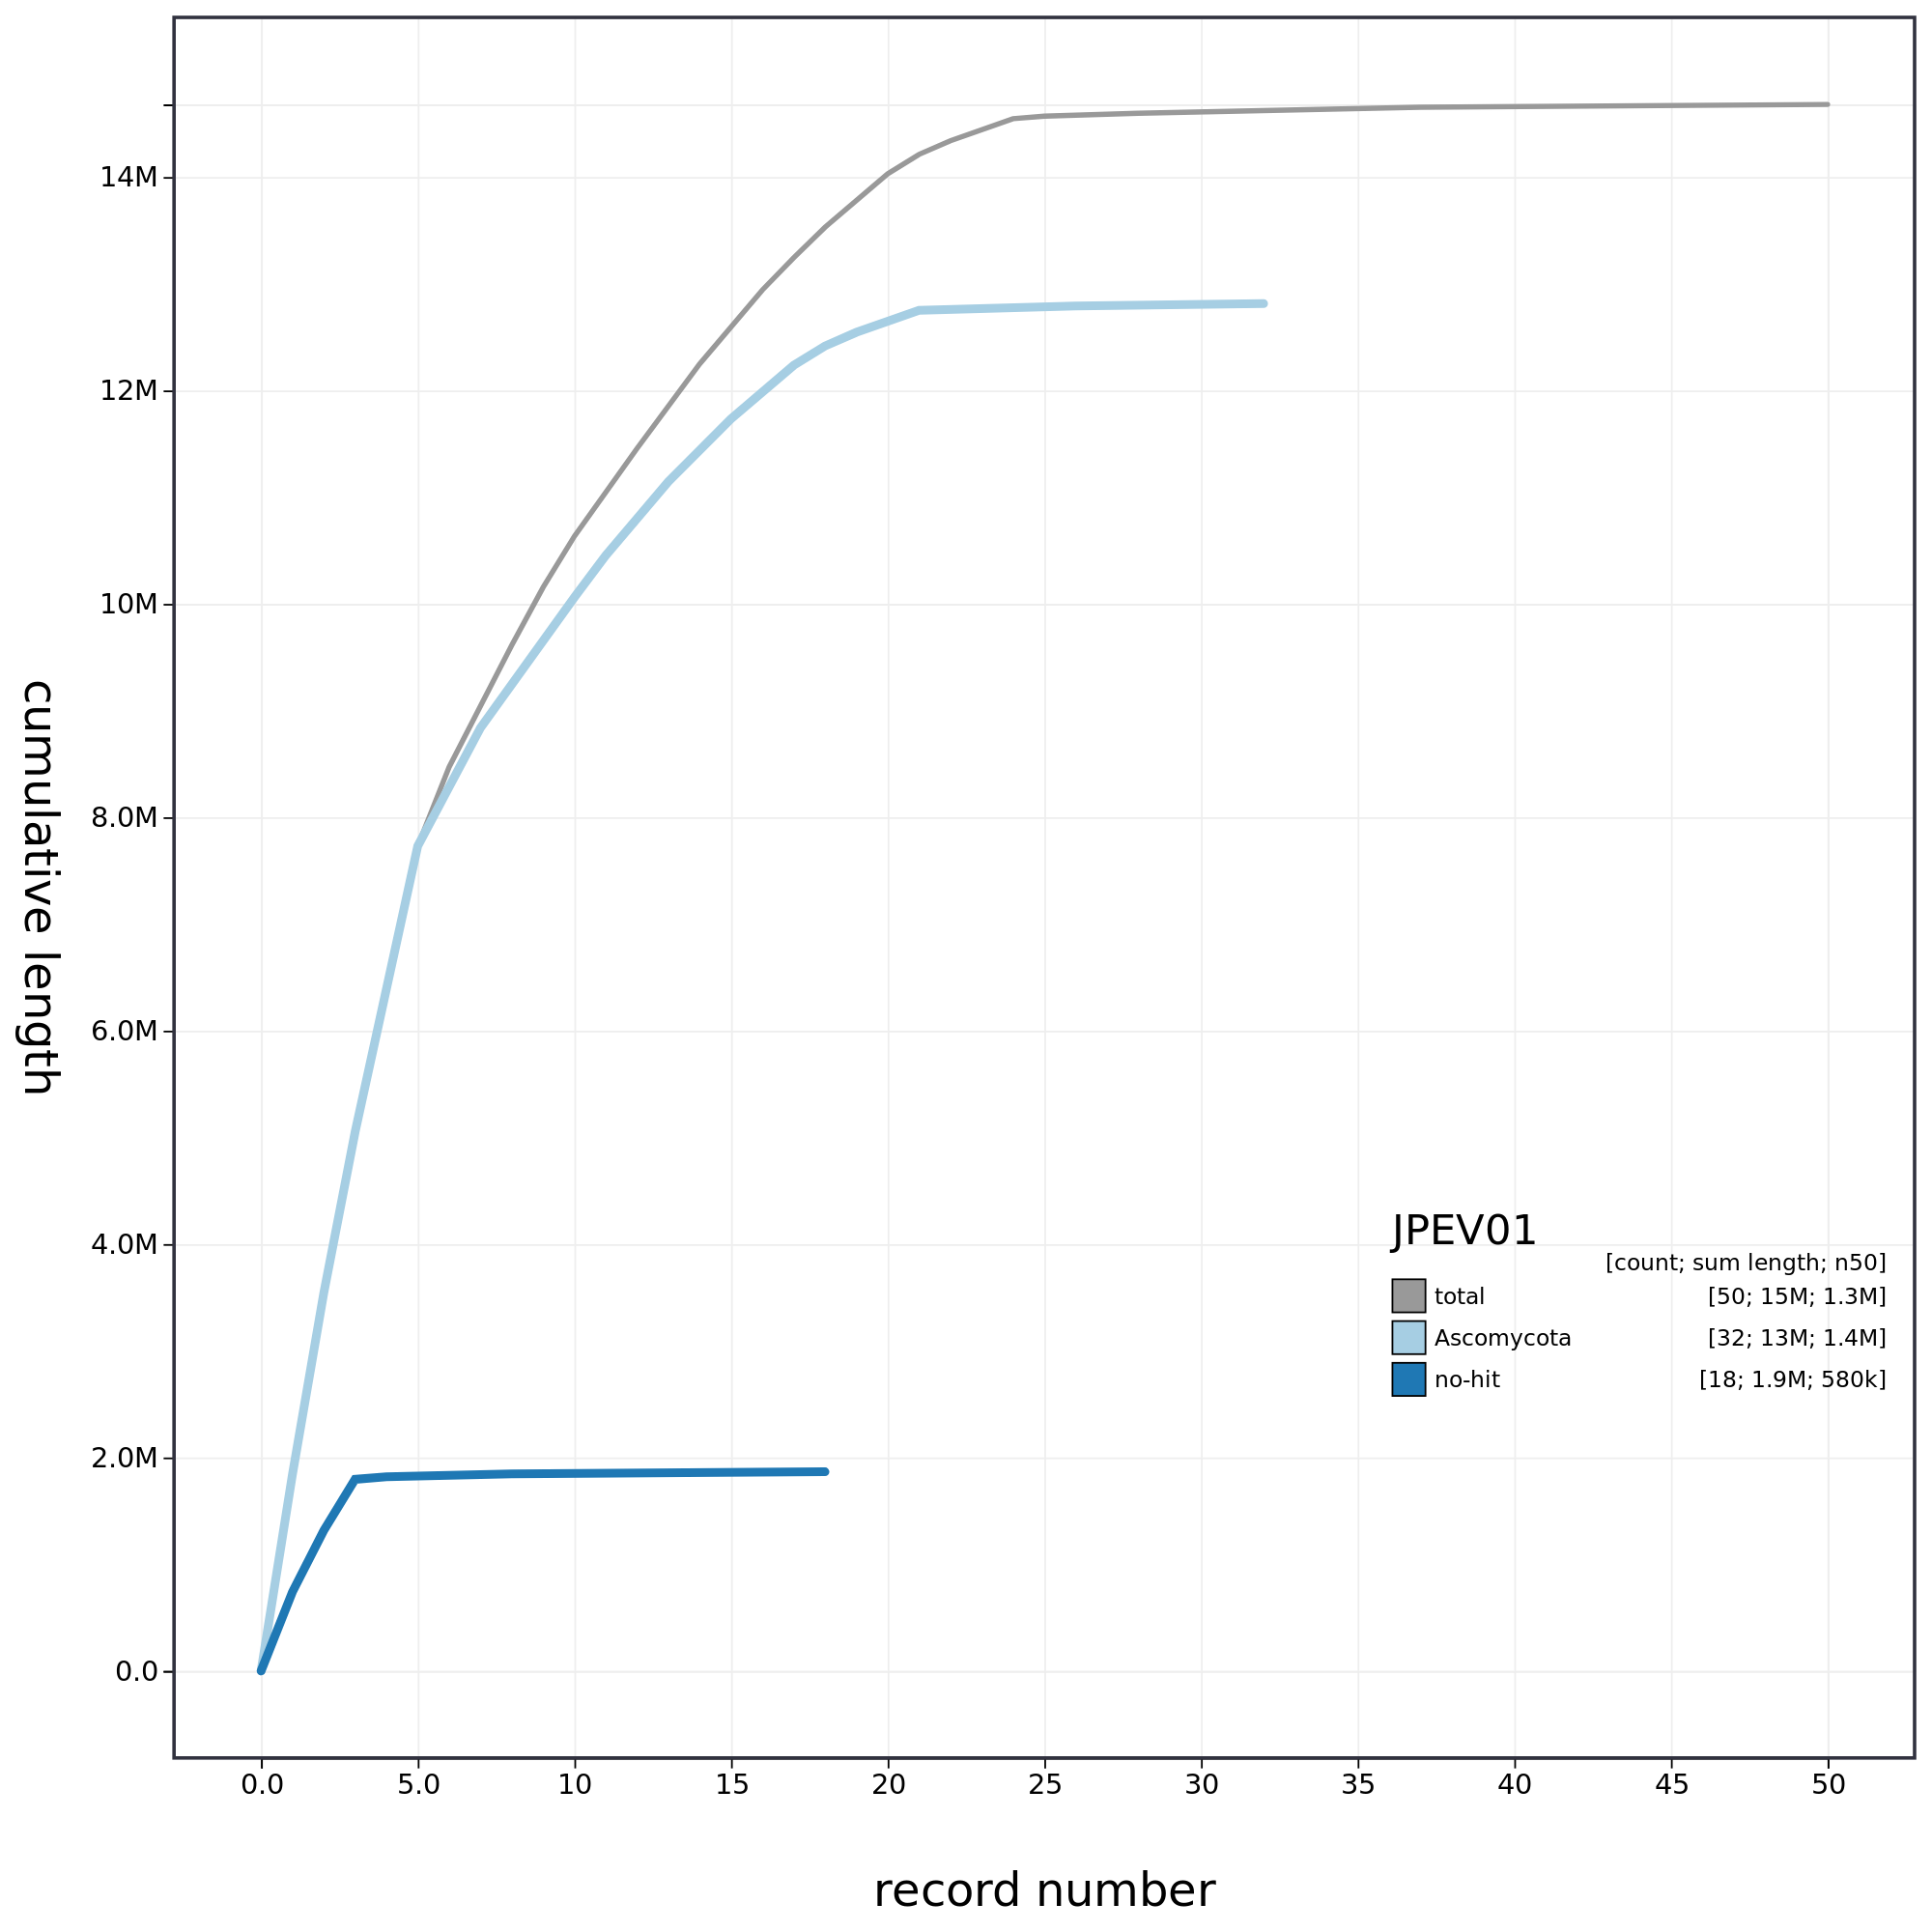 14M
12M
10M
8.0M
6.0M
4.0M
2.0M
0.0
cumulative length
JPEV01
[count; sum length; n50]
total [50; 15M; 1.3M]
Ascomycota [32; 13M; 1.4M]
no-hit [18; 1.9M; 580k]
0.0 5.0 10 15 20 25 30 35 40 45 50
record number